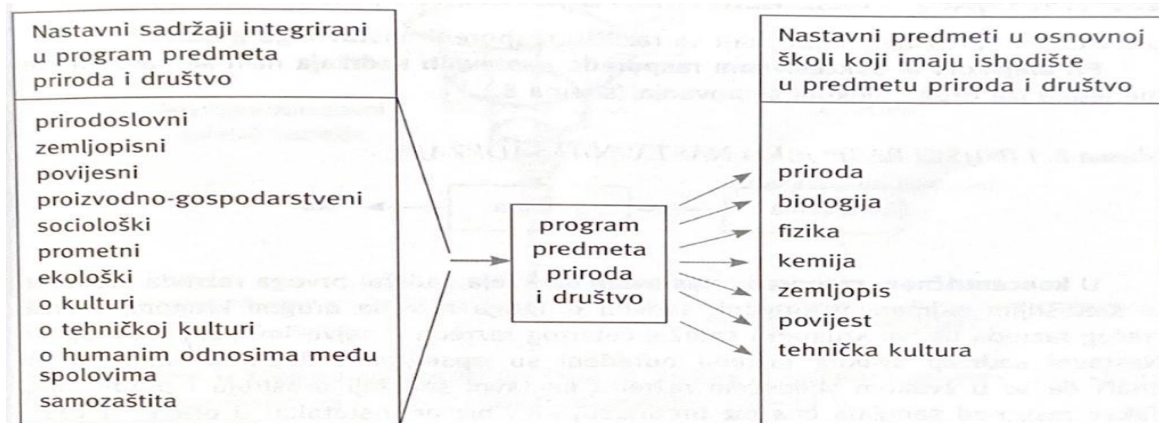 Nastavni sadržaji integrirani
u program predmeta
priroda i društvo
prirodoslovni
zemljopisni
povijesni
proizvodno-gospodarstveni
sociološki
prometni
ekološki
o kulturi
o tehničkoj kulturi
o humanim odnosima među
spolovima
samozaštita
program
predmeta
priroda
i društvo
Nastavni predmeti u osnovnoj
školi koji imaju ishodište
u predmetu priroda i društvo
priroda
biologija
fizika
kemija
zemljopis
povijest
tehnička kultura